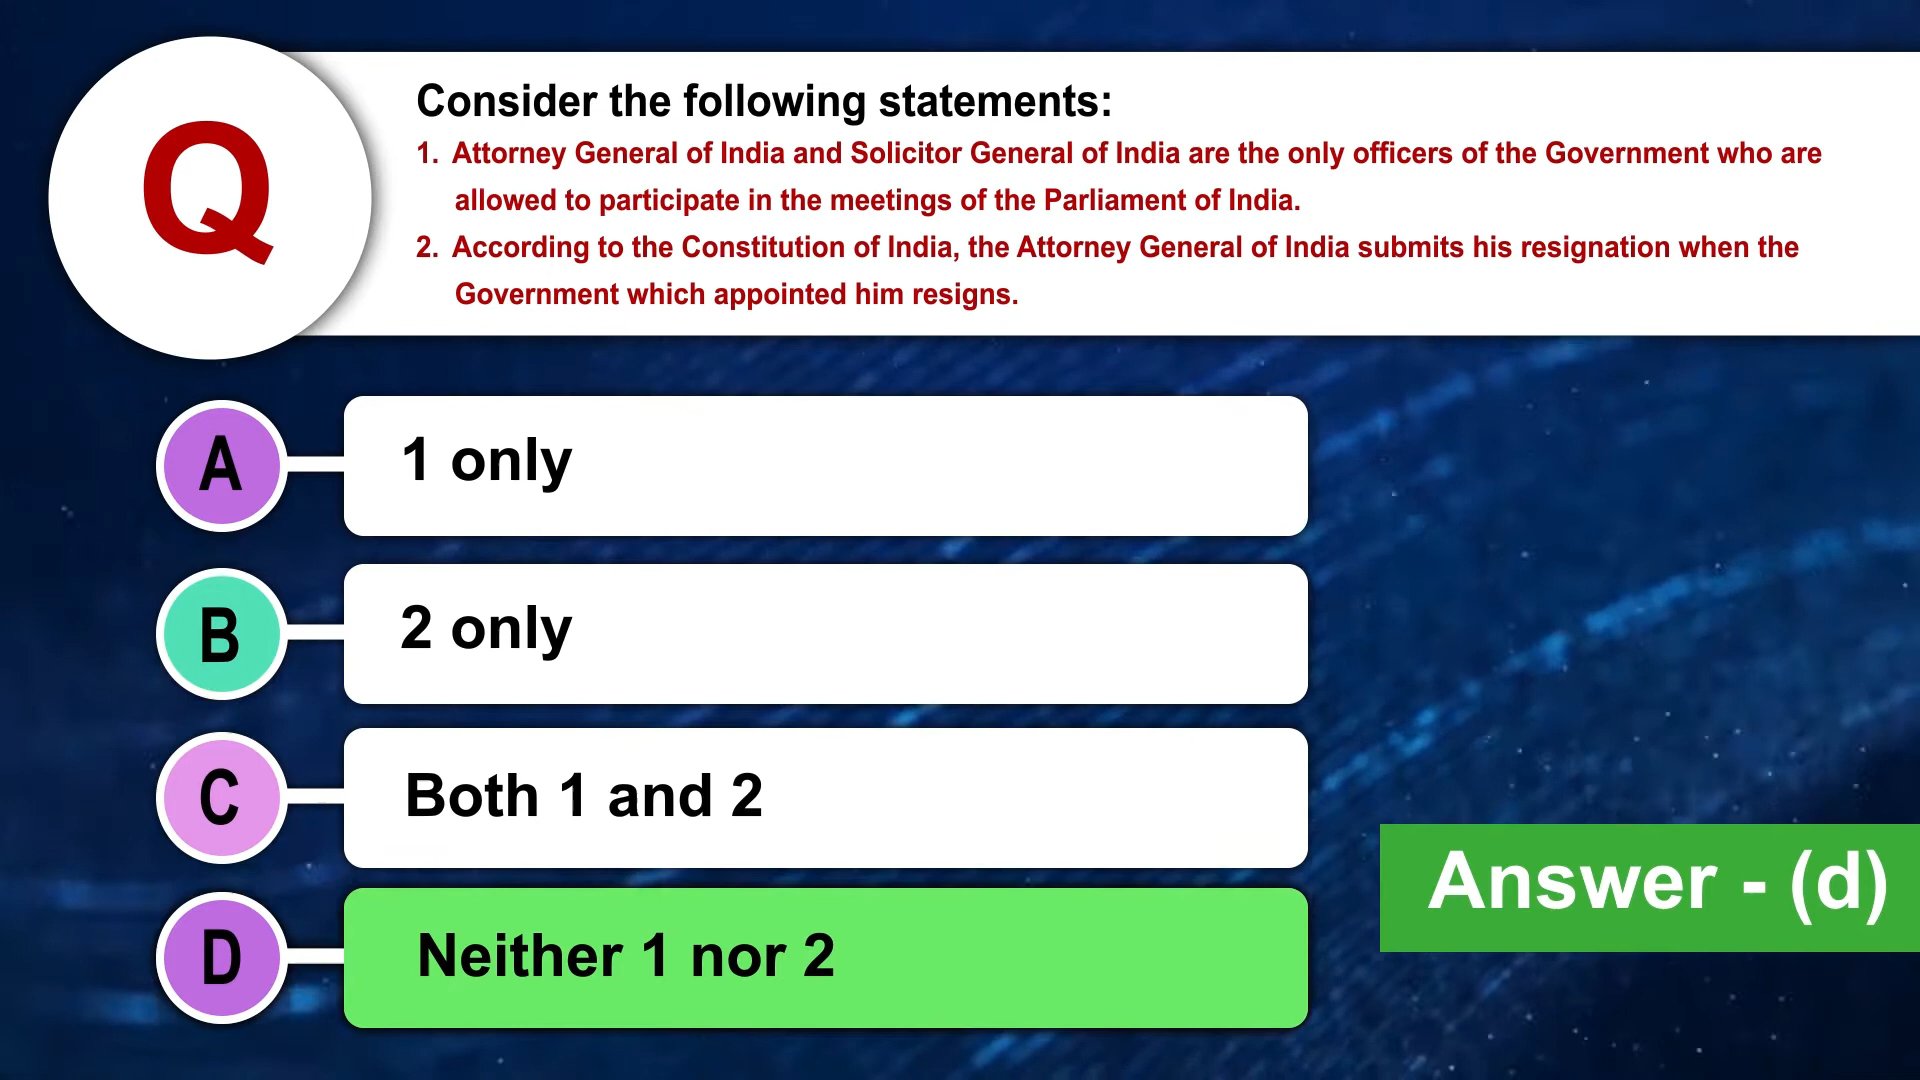 Q
Consider the following statements:
1. Attorney General of India and Solicitor General of India are the only officers of the Government who are
allowed to participate in the meetings of the Parliament of India.
2. According to the Constitution of India, the Attorney General of India submits his resignation when the
Government which appointed him resigns.
A
1 only
B
2 only
C
Both 1 and 2
D
Neither 1 nor 2
Answer - (d)